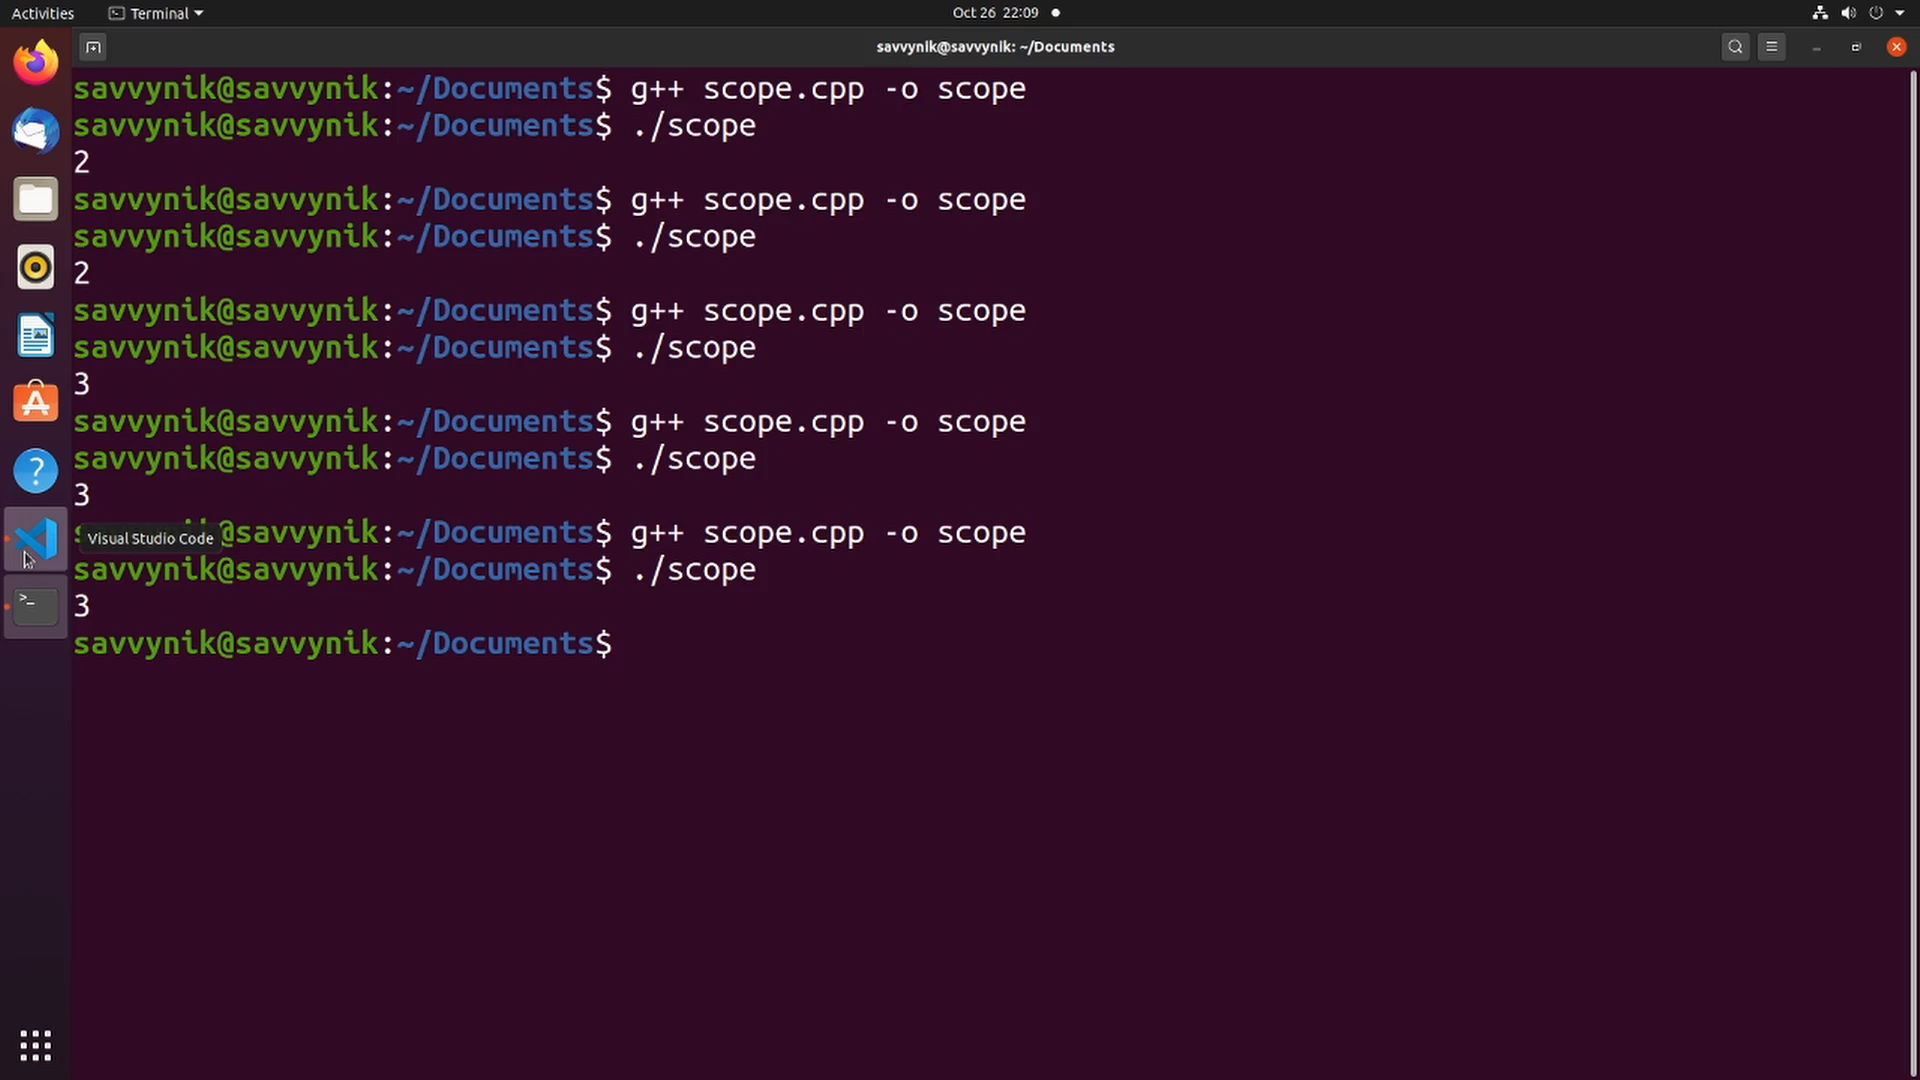 Activities
Terminal
Oct 26 22:09
savvynik@savvynik: ~/Documents
savvynik@savvynik:~/Documents$ g++ scope.cpp -o scope
savvynik@savvynik:~/Documents$ ./scope
2
savvynik@savvynik:~/Documents$ g++ scope.cpp -o scope
savvynik@savvynik:~/Documents$ ./scope
2
savvynik@savvynik:~/Documents$ g++ scope.cpp -o scope
savvynik@savvynik:~/Documents$ ./scope
3
savvynik@savvynik:~/Documents$ g++ scope.cpp -o scope
savvynik@savvynik:~/Documents$ ./scope
3
Visual Studio Code
@savvynik:~/Documents$ g++ scope.cpp -o scope
savvynik@savvynik:~/Documents$ ./scope
3
savvynik@savvynik:~/Documents$